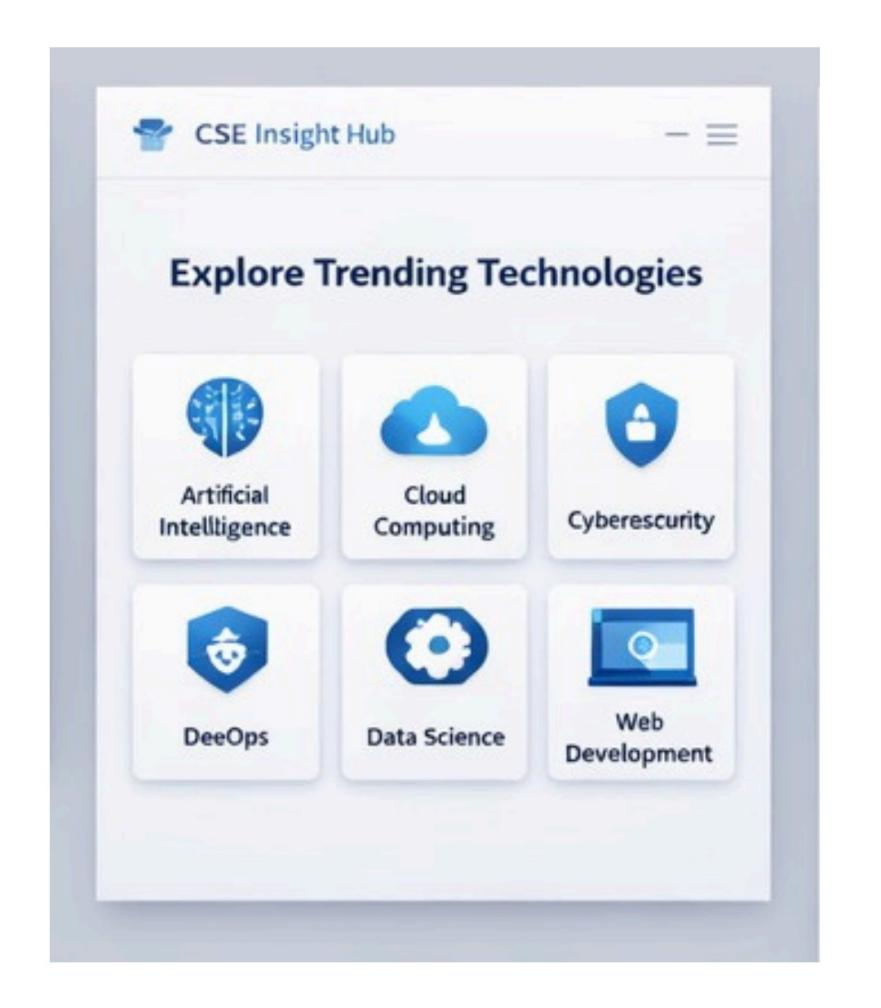 CSE Insight Hub
Explore Trending Technologies
Artificial
Intelltigence
Cloud
Computing
Cyberescurity
DeeOps
Data Science
Web
Development